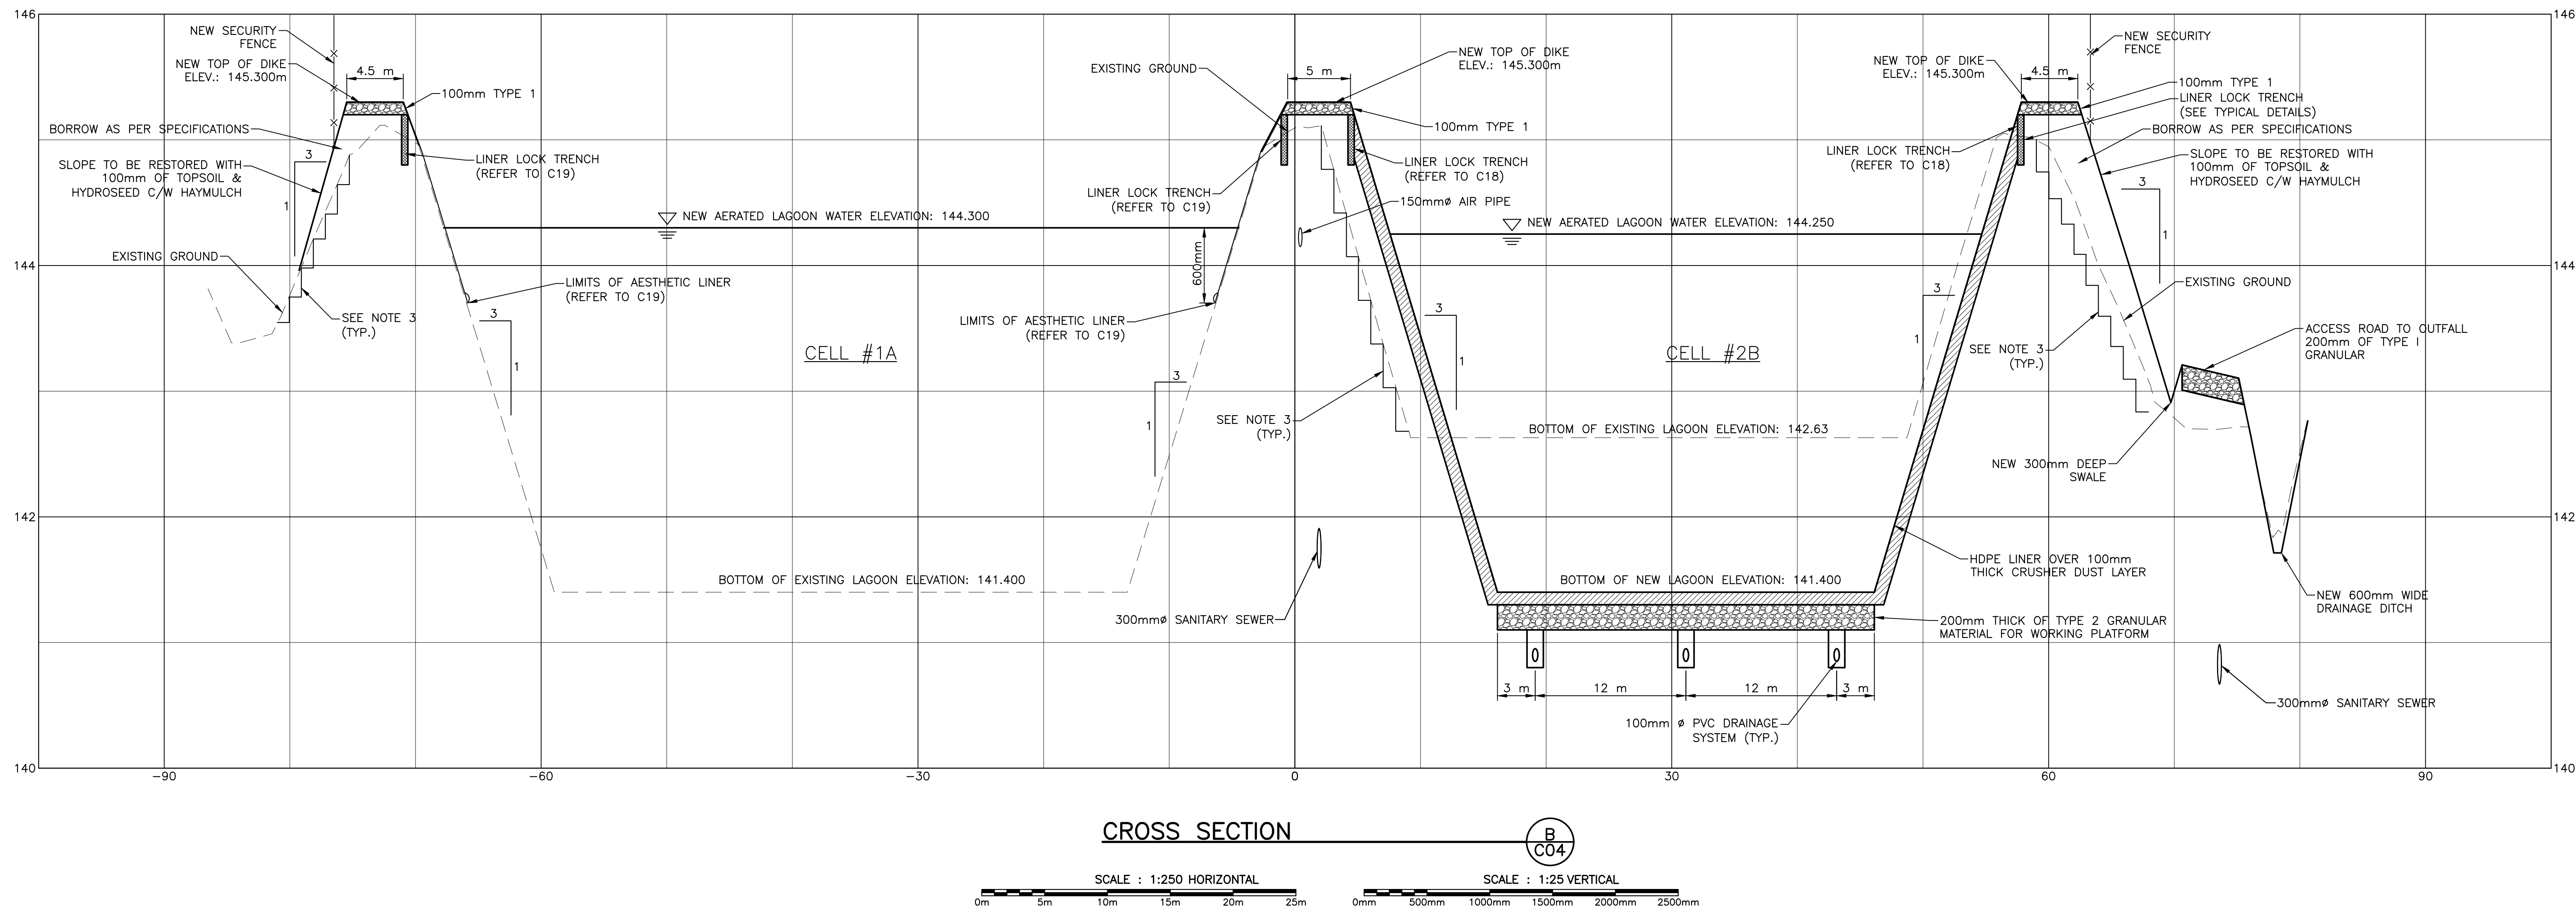 146
146
NEW SECURITY
FENCE
NEW TOP OF DIKE
ELEV.: 145.300m
4.5 m
100mm TYPE 1
BORROW AS PER SPECIFICATIONS
3
1
SLOPE TO BE RESTORED WITH
100mm OF TOPSOIL &
HYDROSEED C/W HAYMULCH
LINER LOCK TRENCH
(REFER TO C19)
EXISTING GROUND
SEE NOTE 3
(TYP.)
NEW AERATED LAGOON WATER ELEVATION: 144.300
LIMITS OF AESTHETIC LINER
(REFER TO C19)
3
1
CELL #1A
BOTTOM OF EXISTING LAGOON ELEVATION: 141.400
EXISTING GROUND
5 m
NEW TOP OF DIKE
ELEV.: 145.300m
100mm TYPE 1
LINER LOCK TRENCH
(REFER TO C18)
LINER LOCK TRENCH
(REFER TO C19)
150mmø AIR PIPE
600mm
LIMITS OF AESTHETIC LINER
(REFER TO C19)
3
1
SEE NOTE 3
(TYP.)
300mmø SANITARY SEWER
NEW AERATED LAGOON WATER ELEVATION: 144.250
3
1
CELL #2B
3
1
BOTTOM OF EXISTING LAGOON ELEVATION: 142.63
BOTTOM OF NEW LAGOON ELEVATION: 141.400
3 m
12 m
12 m
3 m
100mm ø PVC DRAINAGE
SYSTEM (TYP.)
NEW TOP OF DIKE
ELEV.: 145.300m
4.5 m
NEW SECURITY
FENCE
100mm TYPE 1
LINER LOCK TRENCH
(SEE TYPICAL DETAILS)
BORROW AS PER SPECIFICATIONS
LINER LOCK TRENCH
(REFER TO C18)
SLOPE TO BE RESTORED WITH
100mm OF TOPSOIL &
HYDROSEED C/W HAYMULCH
3
1
EXISTING GROUND
SEE NOTE 3
(TYP.)
ACCESS ROAD TO OUTFALL
200mm OF TYPE I
GRANULAR
NEW 300mm DEEP
SWALE
HDPE LINER OVER 100mm
THICK CRUSHER DUST LAYER
NEW 600mm WIDE
DRAINAGE DITCH
200mm THICK OF TYPE 2 GRANULAR
MATERIAL FOR WORKING PLATFORM
300mmø SANITARY SEWER
144
144
142
142
140
140
-90
-60
-30
0
30
60
90
CROSS SECTION
B
C04
SCALE : 1:250 HORIZONTAL
0m 5m 10m 15m 20m 25m
SCALE : 1:25 VERTICAL
0mm 500mm 1000mm 1500mm 2000mm 2500mm